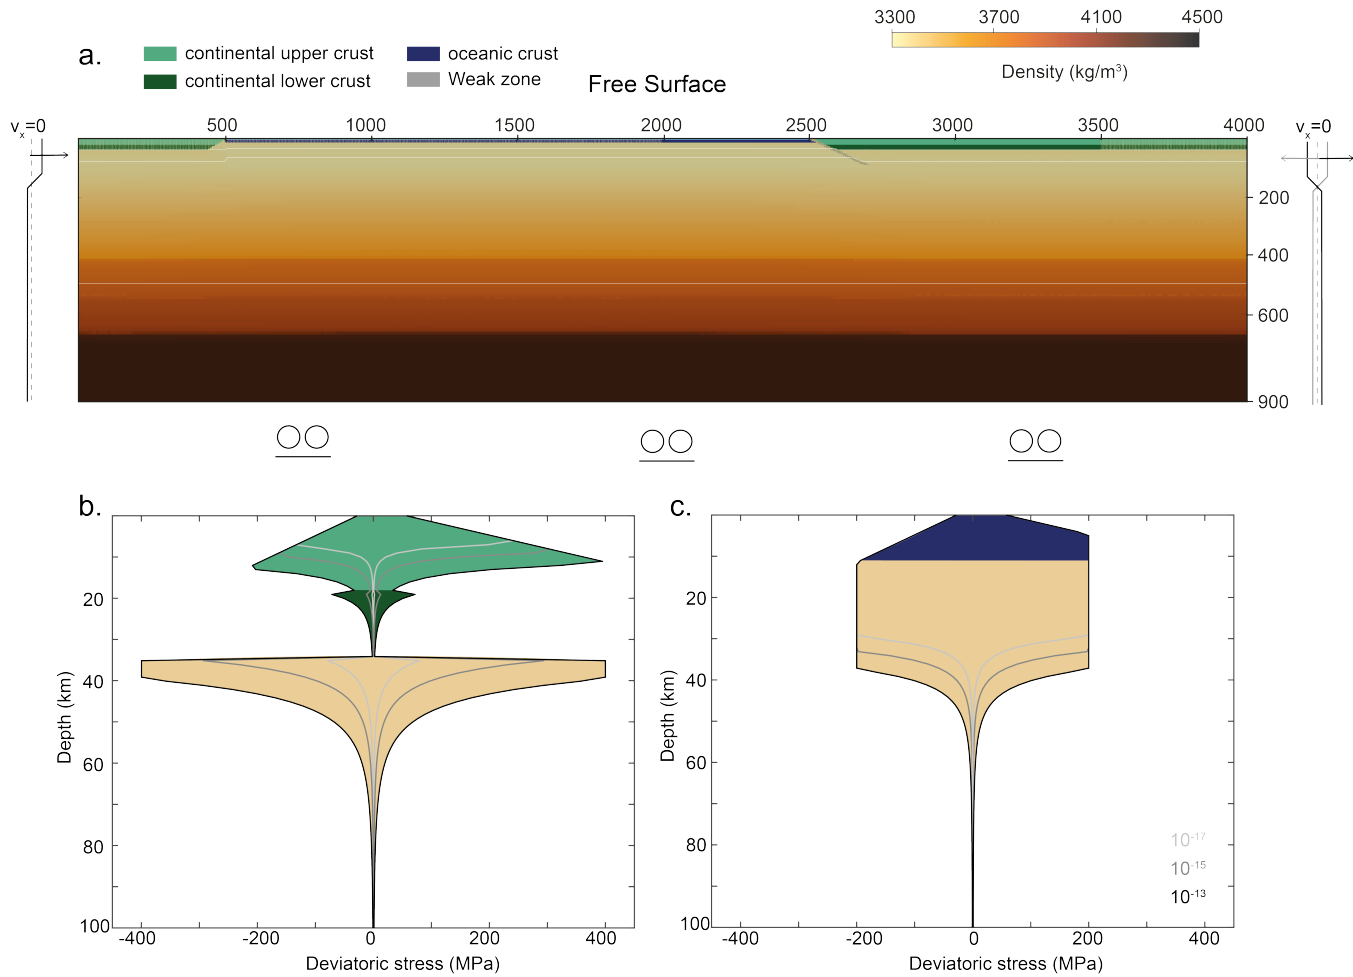 3300 3700 4100 4500
Density (kg/m³)
a.
continental upper crust
oceanic crust
continental lower crust
Weak zone
Free Surface
vₓ=0
500 1000 1500 2000 2500 3000 3500 4000
vₓ=0
200
400
600
900
b.
20
40
60
80
100
Depth (km)
-400 -200 0 200 400
Deviatoric stress (MPa)
c.
20
40
60
80
100
Depth (km)
10⁻¹⁷
10⁻¹⁵
10⁻¹³
-400 -200 0 200 400
Deviatoric stress (MPa)